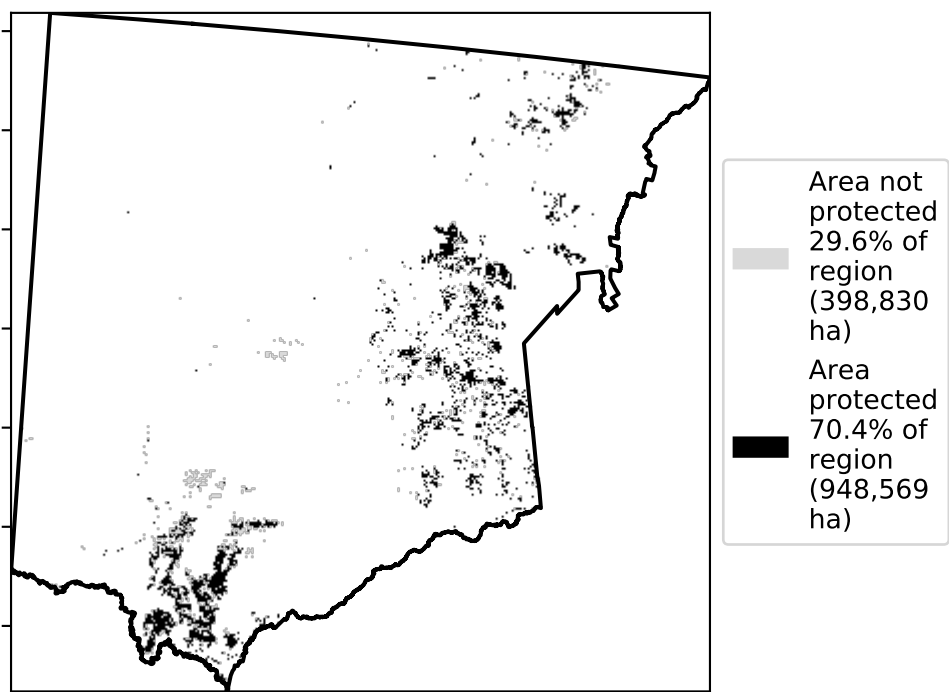 Area not
protected
29.6% of
region
(398,830
ha)
Area
protected
70.4% of
region
(948,569
ha)